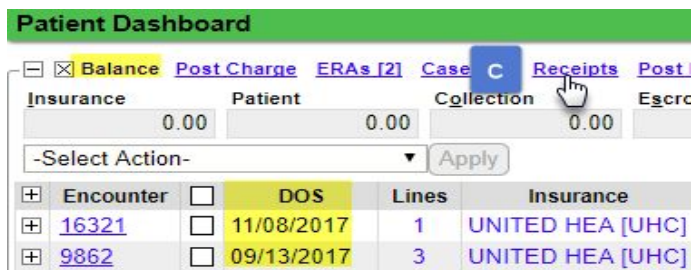 Patient Dashboard
Balance Post Charge ERAs [2] Case C Receipts Post
Insurance Patient Collection Escro
0.00 0.00 0.00
-Select Action- Apply
Encounter DOS Lines Insurance
16321 11/08/2017 1 UNITED HEA [UHC]
9862 09/13/2017 3 UNITED HEA [UHC]